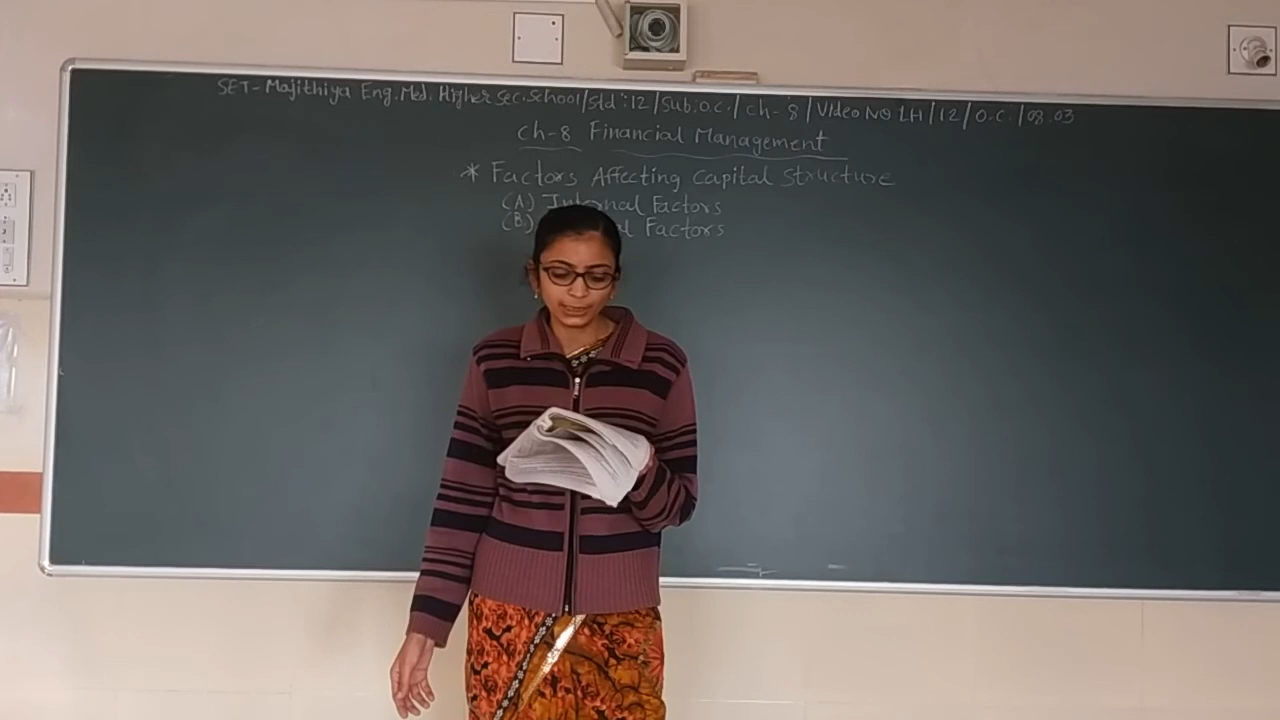 SET-Majithiya Eng.Med. Higher Sec. School/Std:12/Sub:O.C./Ch-8/Video No LH/12/O.C./08.03
Ch-8 Financial Management
* Factors Affecting Capital Structure
(A) Internal Factors
(B) Factors